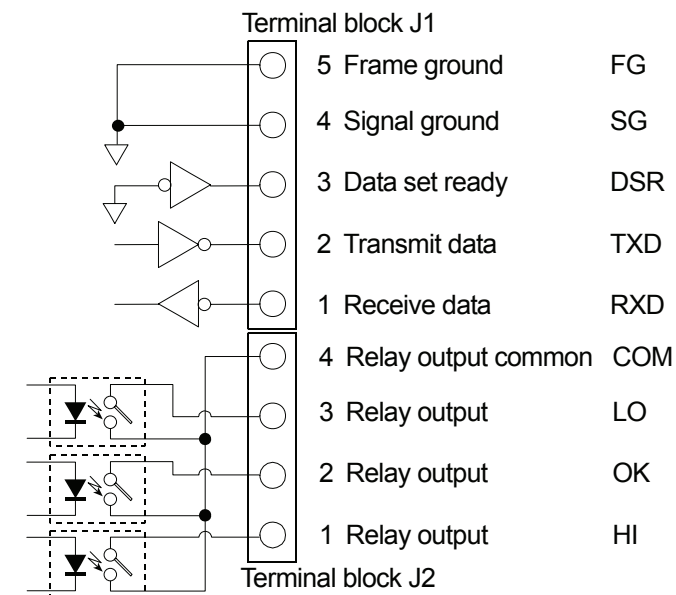 Terminal block J1
5 Frame ground FG
4 Signal ground SG
3 Data set ready DSR
2 Transmit data TXD
1 Receive data RXD
4 Relay output common COM
3 Relay output LO
2 Relay output OK
1 Relay output HI
Terminal block J2